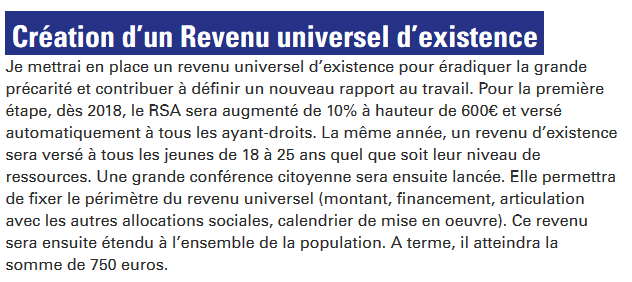 Création d’un Revenu universel d’existence
Je mettrai en place un revenu universel d’existence pour éradiquer la grande
précarité et contribuer à définir un nouveau rapport au travail. Pour la première
étape, dès 2018, le RSA sera augmenté de 10% à hauteur de 600€ et versé
automatiquement à tous les ayant-droits. La même année, un revenu d’existence
sera versé à tous les jeunes de 18 à 25 ans quel que soit leur niveau de
ressources. Une grande conférence citoyenne sera ensuite lancée. Elle permettra
de fixer le périmètre du revenu universel (montant, financement, articulation
avec les autres allocations sociales, calendrier de mise en oeuvre). Ce revenu
sera ensuite étendu à l’ensemble de la population. A terme, il atteindra la
somme de 750 euros.